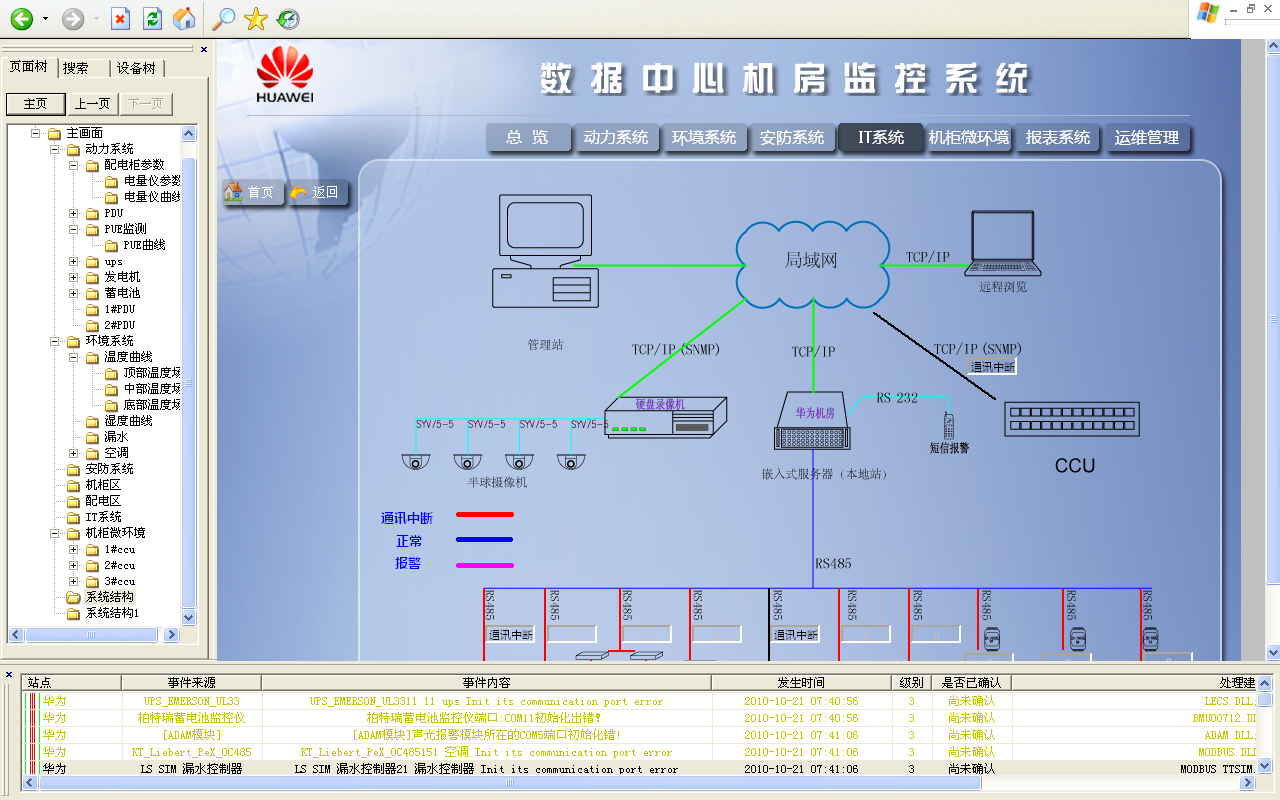 HUAWEI
数据中心机房监控系统
页面树 搜索 设备树
主页 上一页 下一页
总 览 动力系统 环境系统 安防系统 IT系统 机柜微环境 报表系统 运维管理
首页 返回
主画面
动力系统
配电柜参数
电量仪参数
电量仪曲线
PDU
PUE监测
PUE曲线
ups
发电机
蓄电池
1#PDU
2#PDU
环境系统
温度曲线
顶部温度场
中部温度场
底部温度场
湿度曲线
漏水
空调
安防系统
机柜区
配电区
IT系统
机柜微环境
1#ccu
2#ccu
3#ccu
系统结构
系统结构1
局域网
TCP/IP
远程浏览
管理站
TCP/IP(SNMP)
TCP/IP
TCP/IP(SNMP)
通讯中断
硬盘录像机
华为机房
RS 232
SYV/5-5 SYV/5-5 SYV/5-5 SYV/5-5
短信报警
CCU
半球摄像机
嵌入式服务器（本地站）
通讯中断
正常
报警
RS485
RS485 RS485 RS485 RS485 RS485 RS485 RS485 RS485 RS485 RS485
通讯中断 通讯中断
站点 事件来源 事件内容 发生时间 级别 是否已确认 处理建
华为 UPS_EMERSON_UL33 UPS_EMERSON_UL3311 11 ups Init its communication port error 2010-10-21 07:40:56 3 尚未确认 LECS.DLL;
华为 柏特瑞蓄电池监控仪 柏特瑞蓄电池监控仪端口:COM11初始化出错! 2010-10-21 07:40:58 3 尚未确认 BMU00712.DI
华为 [ADAM模块] [ADAM模块]声光报警模块所在的COM5端口初始化错! 2010-10-21 07:41:06 3 尚未确认 ADAM.DLL;
华为 KT_Liebert_PeX_OC485 KT_Liebert_PeX_OC485151 空调 Init its communication port error 2010-10-21 07:41:06 3 尚未确认 MODBUS.DLL
华为 LS SIM 漏水控制器 LS SIM 漏水控制器21 漏水控制器 Init its communication port error 2010-10-21 07:41:06 3 尚未确认 MODBUS TTSIM.